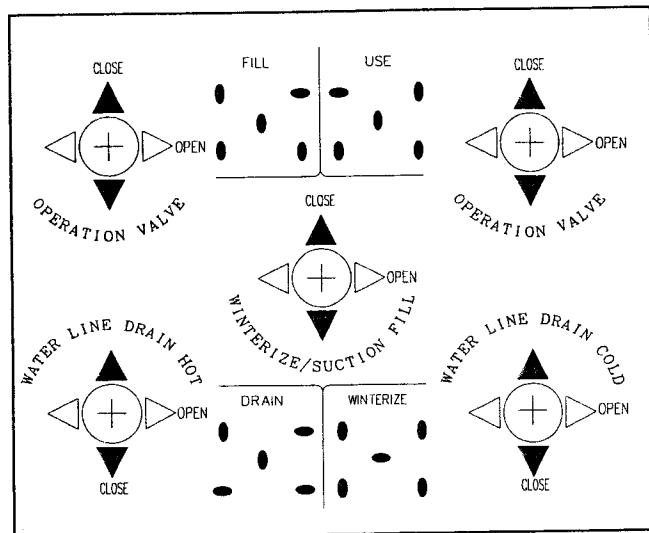 CLOSE
OPEN
OPERATION VALVE
FILL
USE
CLOSE
OPEN
OPERATION VALVE
CLOSE
OPEN
WINTERIZE/SUCTION FILL
WATER LINE DRAIN HOT
OPEN
CLOSE
DRAIN
WINTERIZE
WATER LINE DRAIN COLD
OPEN
CLOSE